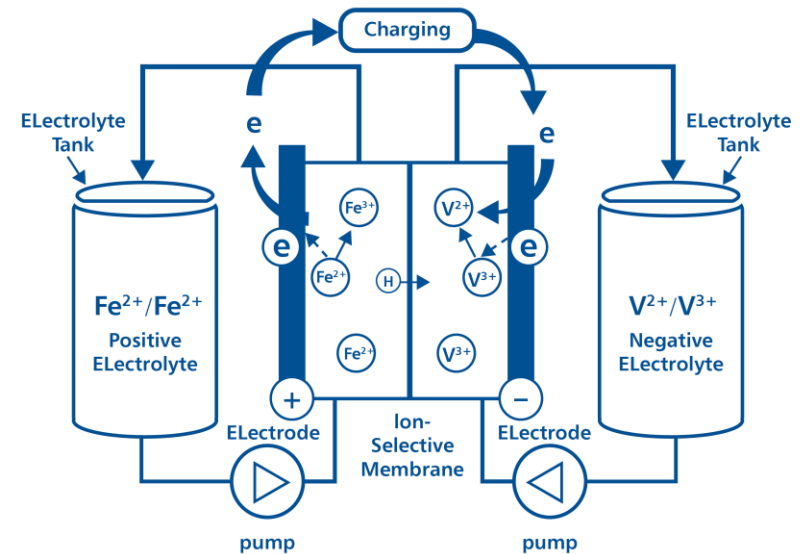 Charging
e
e
ELectrolyte
Tank
ELectrolyte
Tank
Fe³⁺
V²⁺
e
e
Fe²⁺
H
V³⁺
Fe²⁺/Fe²⁺
Positive
ELectrolyte
V²⁺/V³⁺
Negative
ELectrolyte
Fe²⁺
V³⁺
+
−
ELectrode
Ion-
Selective
Membrane
ELectrode
pump
pump